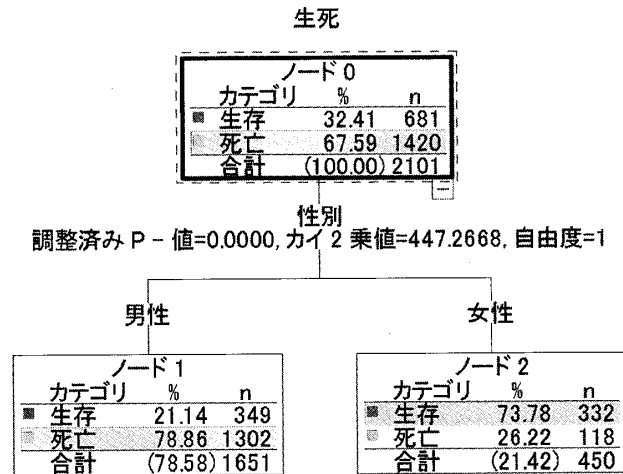 生死
ノード 0
カテゴリ % n
生存 32.41 681
死亡 67.59 1420
合計 (100.00) 2101
性別
調整済み P - 値=0.0000, カイ 2 乗値=447.2668, 自由度=1
男性
女性
ノード 1
カテゴリ % n
生存 21.14 349
死亡 78.86 1302
合計 (78.58) 1651
ノード 2
カテゴリ % n
生存 73.78 332
死亡 26.22 118
合計 (21.42) 450